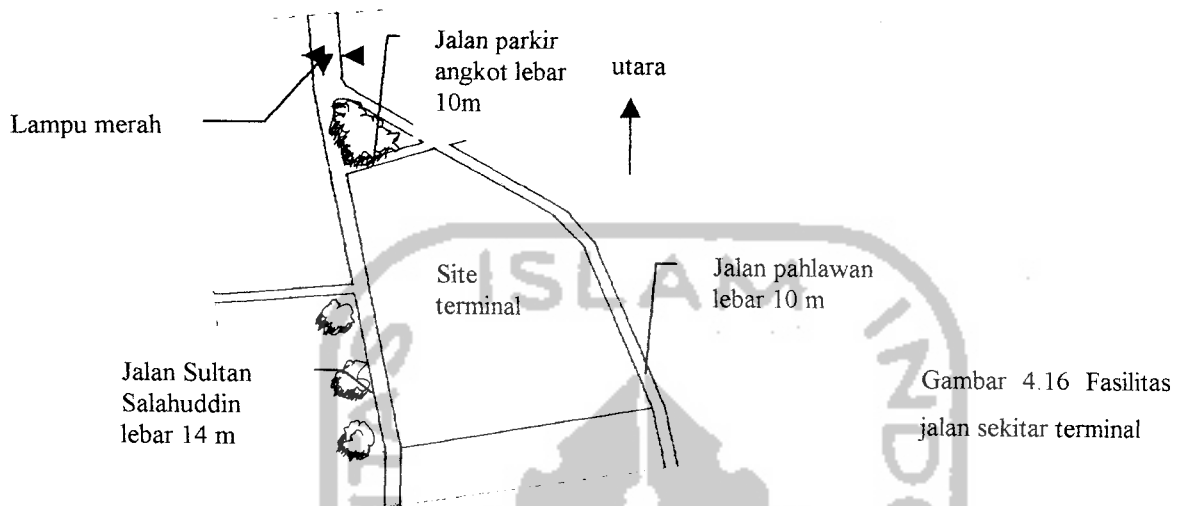 Jalan parkir
angkot lebar
10m
utara
Lampu merah
ISLAM
Site
terminal
Jalan pahlawan
lebar 10 m
Jalan Sultan
Salahuddin
lebar 14 m
Gambar 4.16 Fasilitas
jalan sekitar terminal